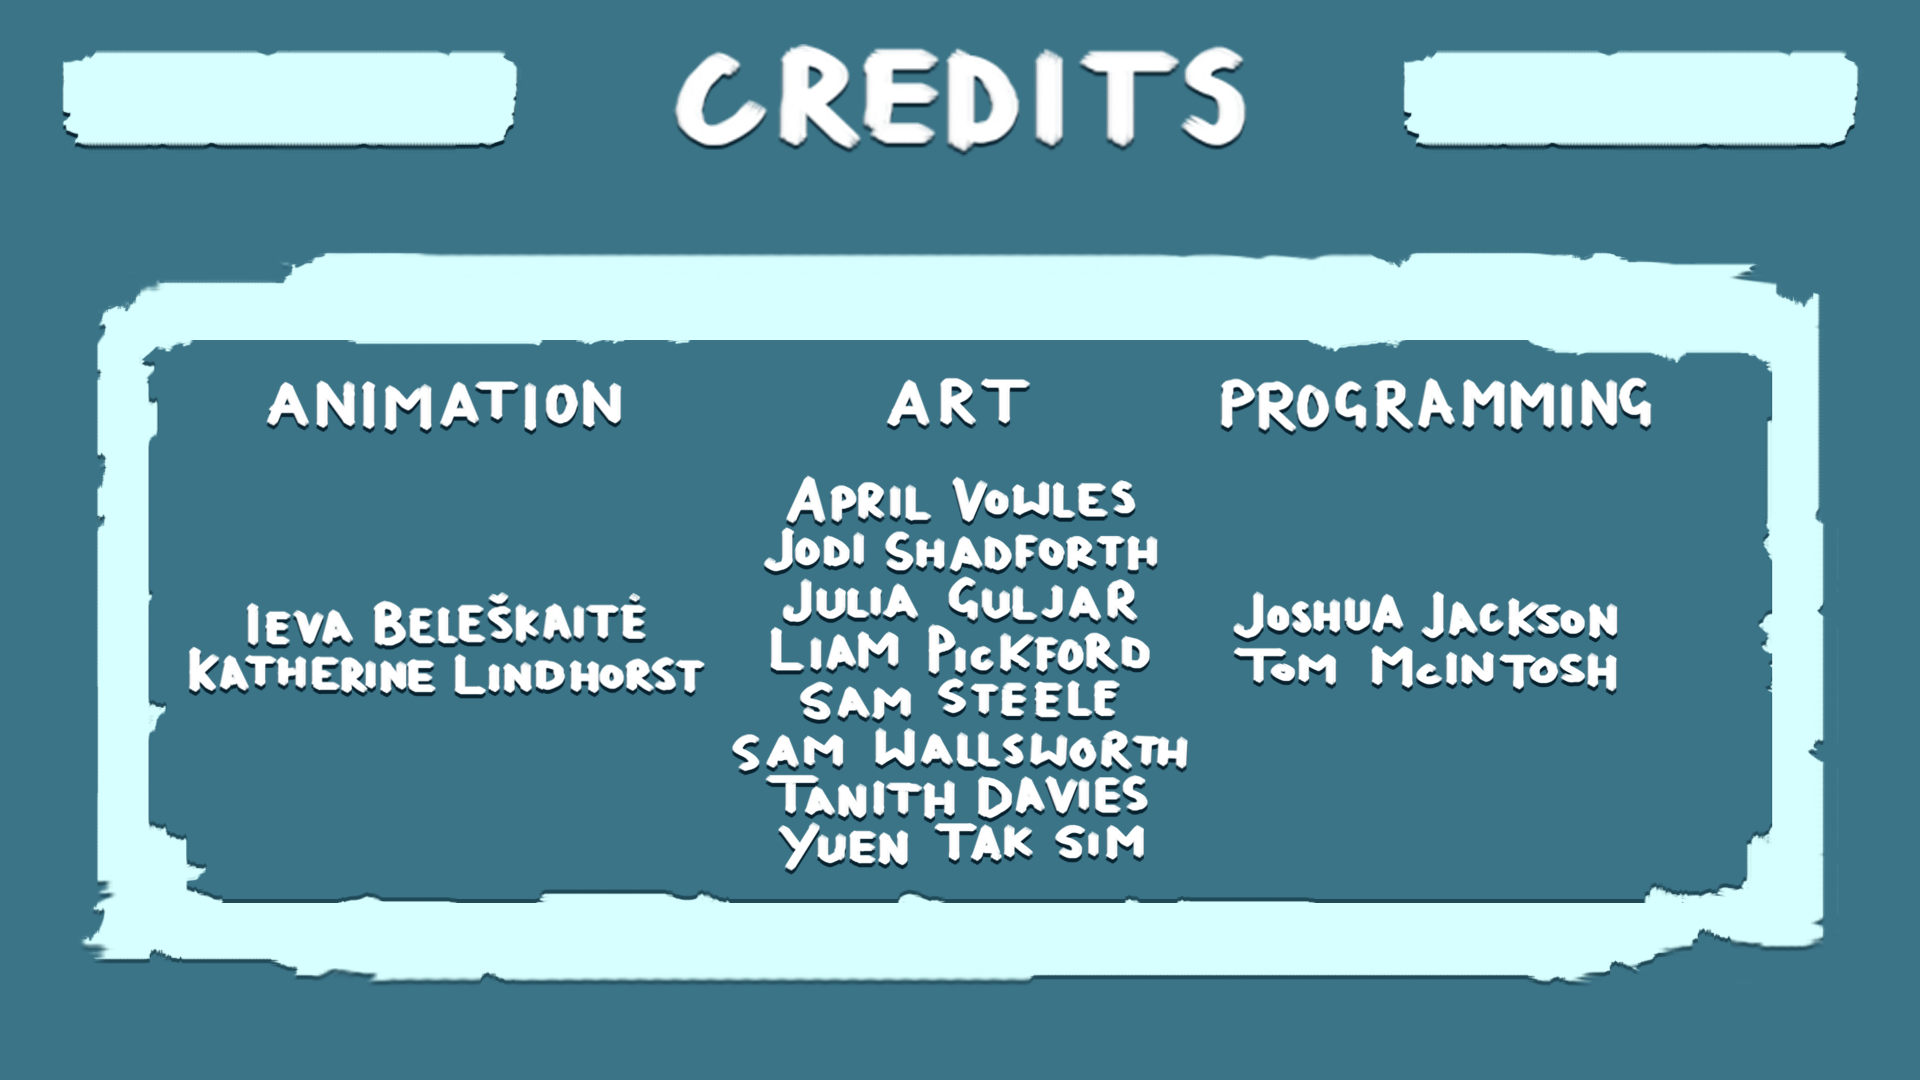 CREDITS
ANIMATION
IEVA BELEŠKAITĖ
KATHERINE LINDHORST
ART
APRIL VOWLES
JODI SHADFORTH
JULIA GULJAR
LIAM PICKFORD
SAM STEELE
SAM WALLSWORTH
TANITH DAVIES
YUEN TAK SIM
PROGRAMMING
JOSHUA JACKSON
TOM McINTOSH